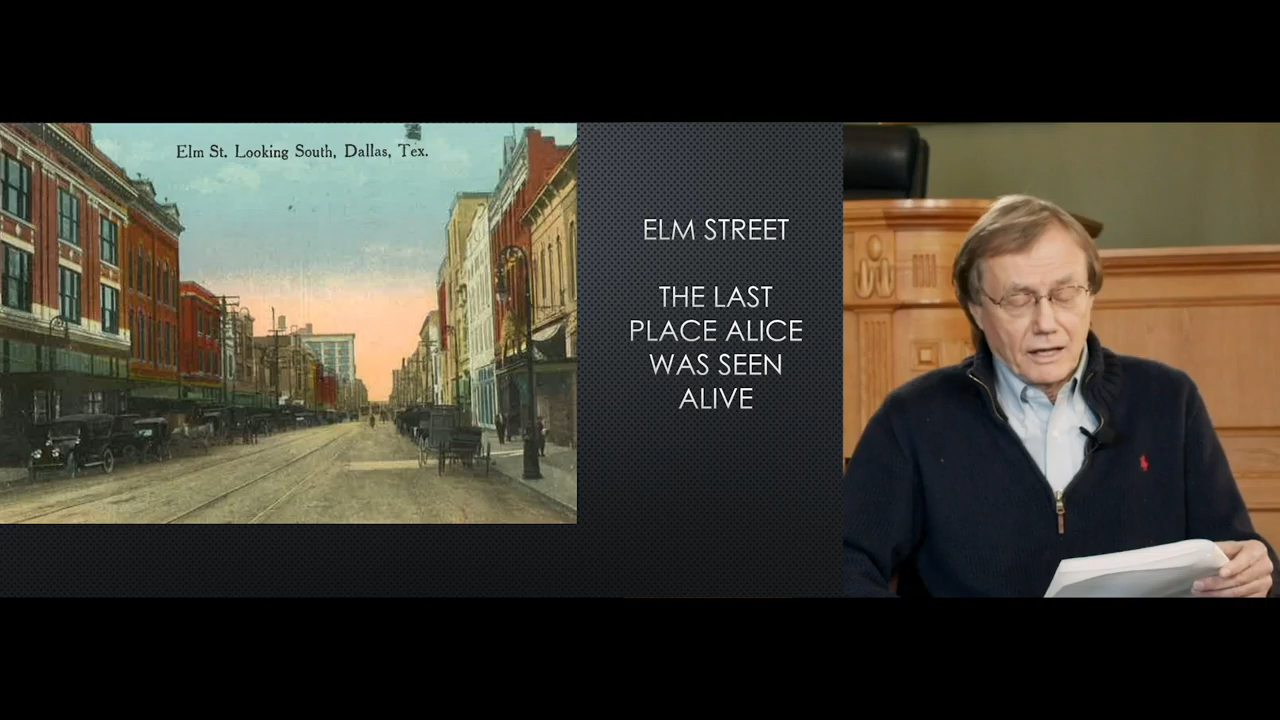 Elm St. Looking South, Dallas, Tex.
ELM STREET
THE LAST
PLACE ALICE
WAS SEEN
ALIVE